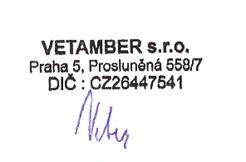 VETAMBER s.r.o.
Praha 5, Prosluněná 558/7
DIČ : CZ26447541